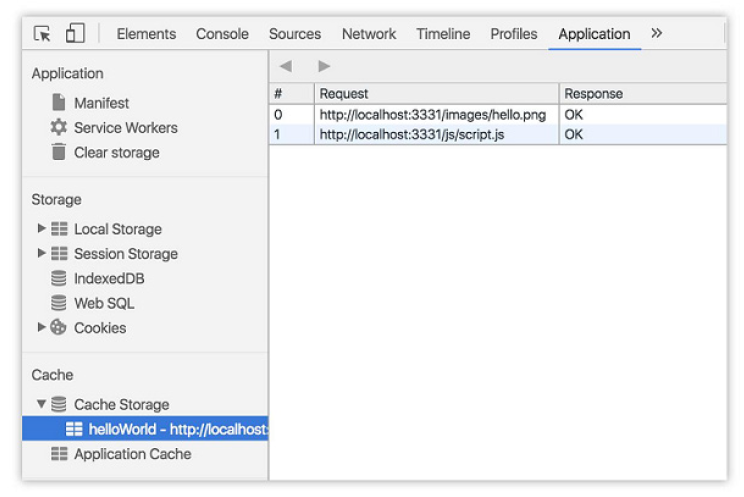 Elements Console Sources Network Timeline Profiles Application »
Application
Manifest
Service Workers
Clear storage
Storage
Local Storage
Session Storage
IndexedDB
Web SQL
Cookies
Cache
Cache Storage
helloWorld - http://localhost:
Application Cache
# Request Response
0 http://localhost:3331/images/hello.png OK
1 http://localhost:3331/js/script.js OK